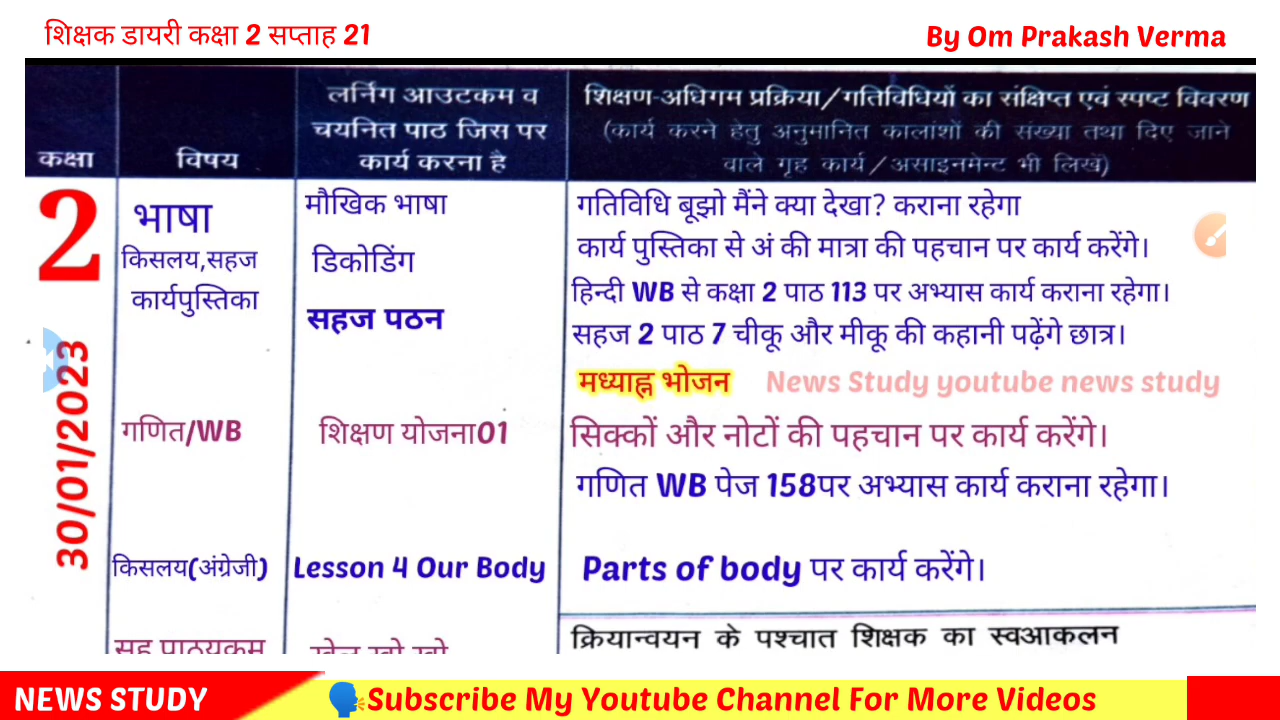 शिक्षक डायरी कक्षा 2 सप्ताह 21
By Om Prakash Verma
कक्षा
विषय
लर्निंग आउटकम व
चयनित पाठ जिस पर
कार्य करना है
शिक्षण-अधिगम प्रक्रिया/गतिविधियों का संक्षिप्त एवं स्पष्ट विवरण
(कार्य करने हेतु अनुमानित कालांशों की संख्या तथा दिए जाने
वाले गृह कार्य/असाइनमेन्ट भी लिखें)
2
30/01/2023
भाषा
किसलय,सहज
कार्यपुस्तिका
मौखिक भाषा
डिकोडिंग
सहज पठन
गतिविधि बूझो मैंने क्या देखा? कराना रहेगा
कार्य पुस्तिका से अं की मात्रा की पहचान पर कार्य करेंगे।
हिन्दी WB से कक्षा 2 पाठ 113 पर अभ्यास कार्य कराना रहेगा।
सहज 2 पाठ 7 चीकू और मीकू की कहानी पढ़ेंगे छात्र।
मध्याह्न भोजन
News Study youtube news study
गणित/WB
शिक्षण योजना01
सिक्कों और नोटों की पहचान पर कार्य करेंगे।
गणित WB पेज 158पर अभ्यास कार्य कराना रहेगा।
किसलय(अंग्रेजी)
Lesson 4 Our Body
Parts of body पर कार्य करेंगे।
सह पाठयक्रम
खेल खो खो
क्रियान्वयन के पश्चात शिक्षक का स्वआकलन
NEWS STUDY
Subscribe My Youtube Channel For More Videos